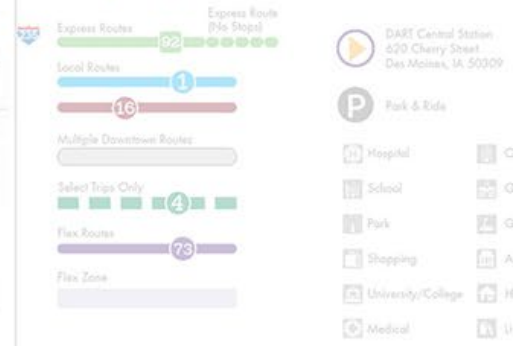 Express Routes
Express Route
(No Stops)
92
Local Routes
1
16
Multiple Downtown Routes
Select Trips Only
4
Flex Routes
73
Flex Zone
DART Central Station
620 Cherry Street
Des Moines, IA 50309
P
Park & Ride
Hospital
School
Park
Shopping
University/College
Medical